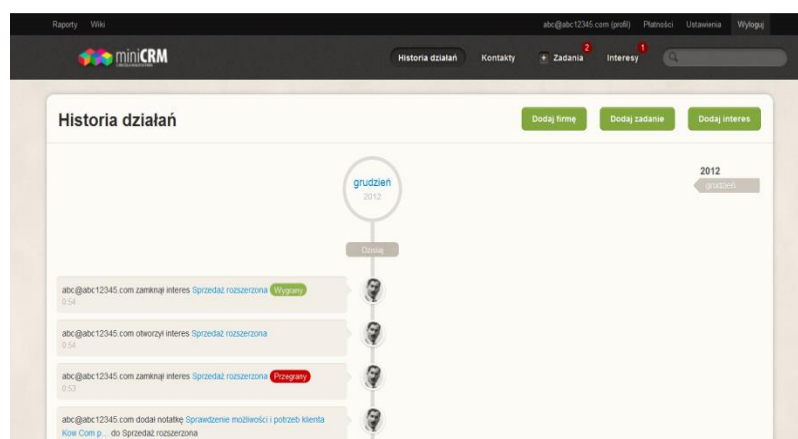 Raporty Wiki abc@abc12345.com (profil) Płatności Ustawienia Wyloguj
miniCRM Historia działań Kontakty + Zadania 2 Interesy 1
Historia działań Dodaj firmę Dodaj zadanie Dodaj interes
grudzień
2012
2012
grudzień
Dzisiaj
abc@abc12345.com zamknął interes Sprzedaż rozszerzona Wygrany
0:54
abc@abc12345.com otworzył interes Sprzedaż rozszerzona
0:54
abc@abc12345.com zamknął interes Sprzedaż rozszerzona Przegrany
0:53
abc@abc12345.com dodał notatkę Sprawdzenie możliwości i potrzeb klienta
Kow Com p... do Sprzedaż rozszerzona